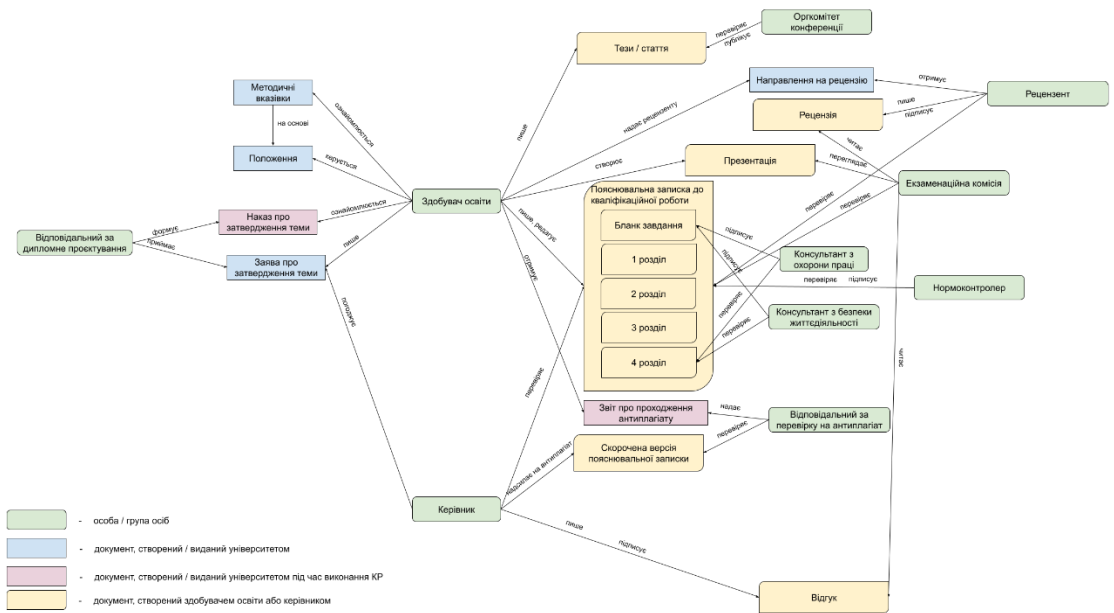 Оргкомітет
конференції
перевіряє
публікує
Тези / стаття
Методичні
вказівки
ознайомлюється
на основі
Положення
керується
Направлення на рецензію
отримує
Рецензент
надає рецензенту
пише
Рецензія
пише
підписує
читає
створює
Презентація
переглядає
Екзаменаційна комісія
Здобувач освіти
Пояснювальна записка до
кваліфікаційної роботи
перевіряє
перевіряє
Відповідальний за
дипломне проєктування
формує
приймає
Наказ про
затвердження теми
ознайомлюється
Заява про
затвердження теми
пише
пише, редагує
отримує
Бланк завдання
підписує
підписує
Консультант з
охорони праці
1 розділ
2 розділ
перевіряє
підписує
Нормоконтролер
3 розділ
перевіряє
Консультант з безпеки
життєдіяльності
перевіряє
4 розділ
погоджує
перевіряє
читає
Звіт про проходження
антиплагіату
надає
Відповідальний за
перевірку на антиплагіат
перевіряє
Скорочена версія
пояснювальної записки
надсилає на антиплагіат
Керівник
пише
підписує
Відгук
- особа / група осіб
- документ, створений / виданий університетом
- документ, створений / виданий університетом під час виконання КР
- документ, створений здобувачем освіти або керівником